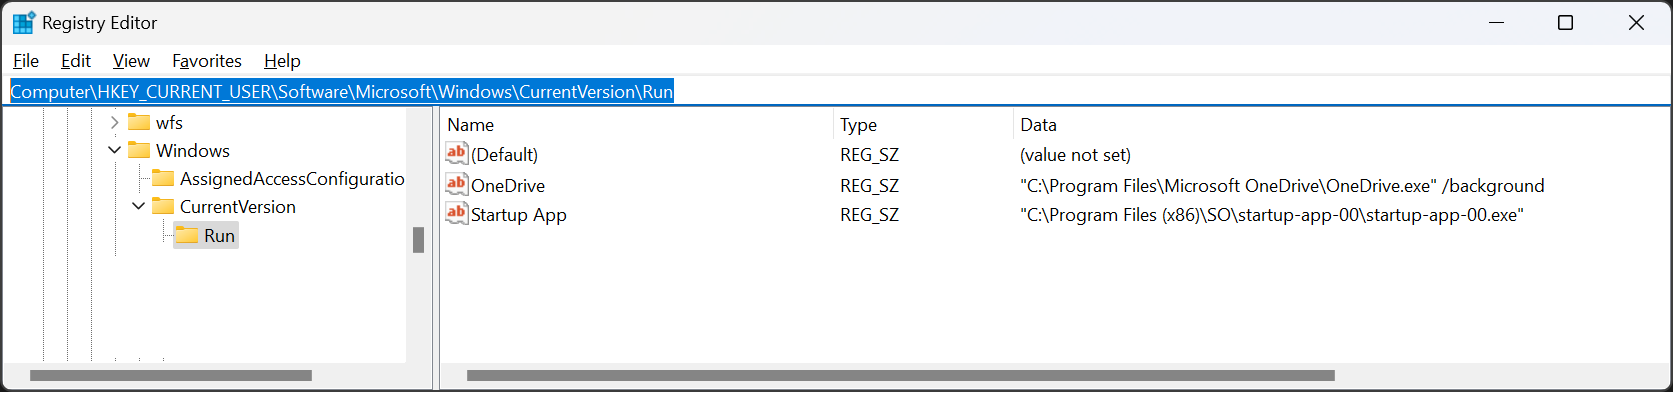 Registry Editor
File Edit View Favorites Help
Computer\HKEY_CURRENT_USER\Software\Microsoft\Windows\CurrentVersion\Run
wfs
Windows
AssignedAccessConfiguratio
CurrentVersion
Run
Name Type Data
ab (Default) REG_SZ (value not set)
ab OneDrive REG_SZ "C:\Program Files\Microsoft OneDrive\OneDrive.exe" /background
ab Startup App REG_SZ "C:\Program Files (x86)\SO\startup-app-00\startup-app-00.exe"